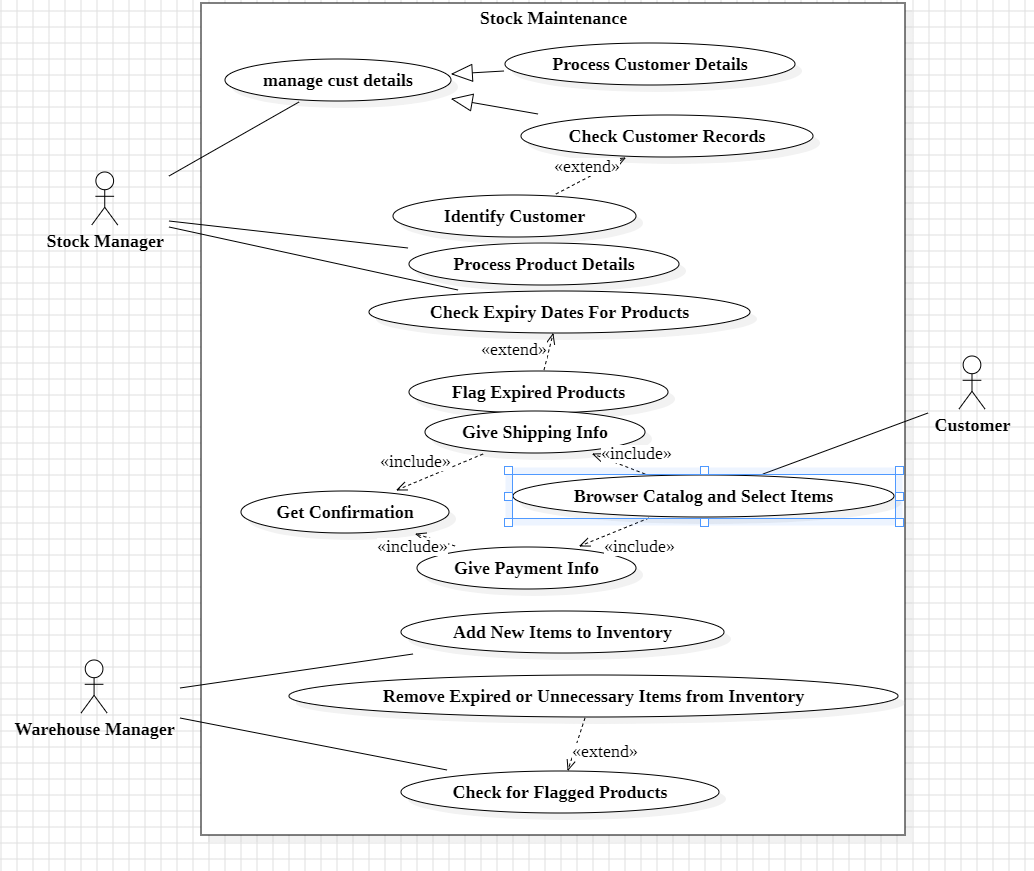 Stock Maintenance
manage cust details
Process Customer Details
Check Customer Records
«extend»
Identify Customer
Stock Manager
Process Product Details
Check Expiry Dates For Products
«extend»
Flag Expired Products
Give Shipping Info
Customer
«include»
«include»
Browser Catalog and Select Items
Get Confirmation
«include»
«include»
Give Payment Info
Add New Items to Inventory
Remove Expired or Unnecessary Items from Inventory
Warehouse Manager
«extend»
Check for Flagged Products